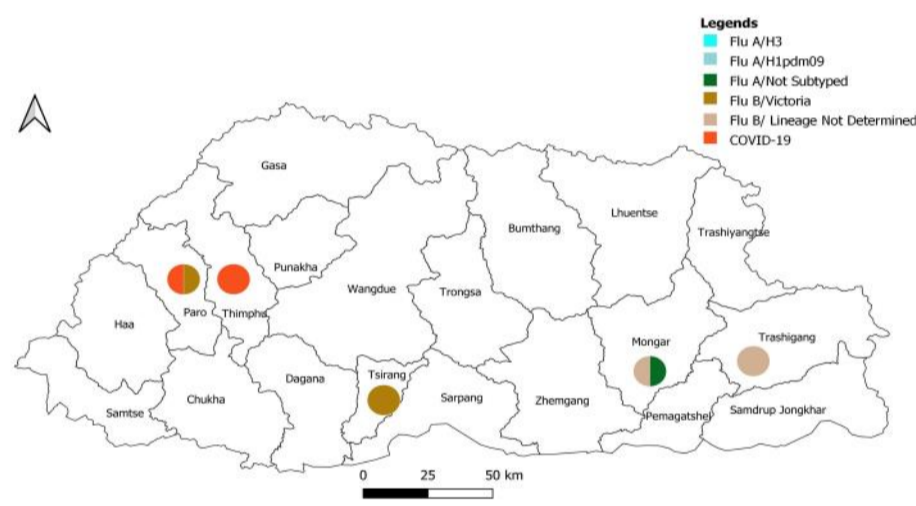 Legends
Flu A/H3
Flu A/H1pdm09
Flu A/Not Subtyped
Flu B/Victoria
Flu B/ Lineage Not Determined
COVID-19
Gasa
Lhuentse
Bumthang
Trashiyangtse
Punakha
Wangdue
Trongsa
Paro
Thimphu
Haa
Mongar
Trashigang
Tsirang
Dagana
Chukha
Sarpang
Zhemgang
Samtse
Pemagatshel
Samdrup Jongkhar
0 25 50 km